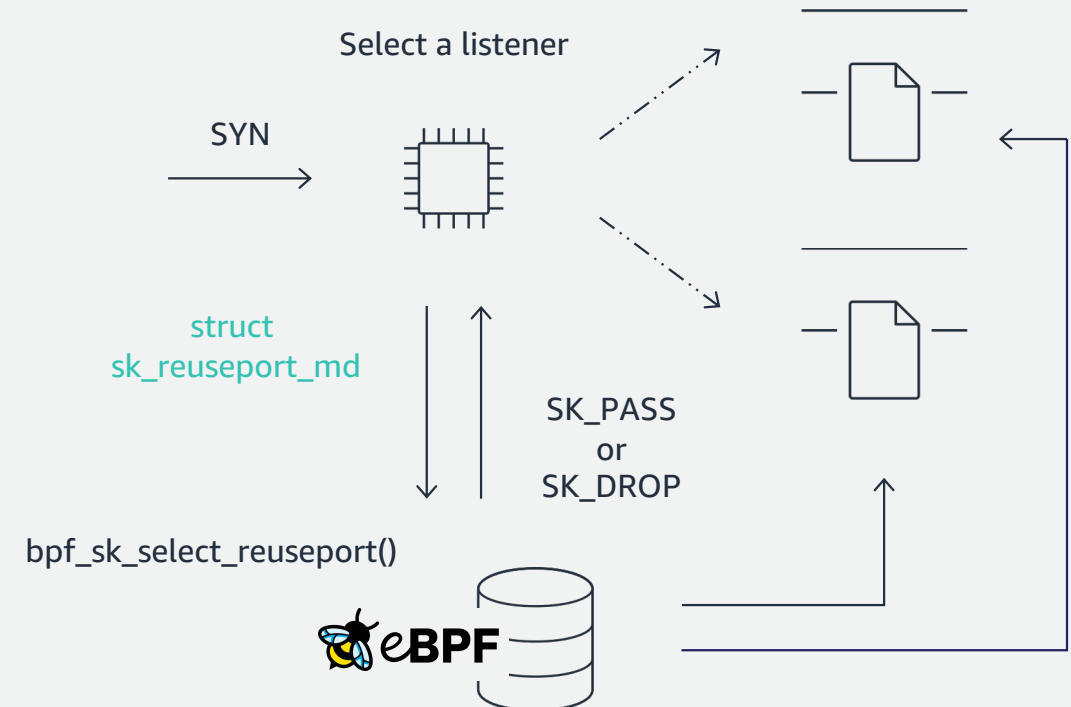 Select a listener
SYN
struct
sk_reuseport_md
SK_PASS
or
SK_DROP
bpf_sk_select_reuseport()
eBPF